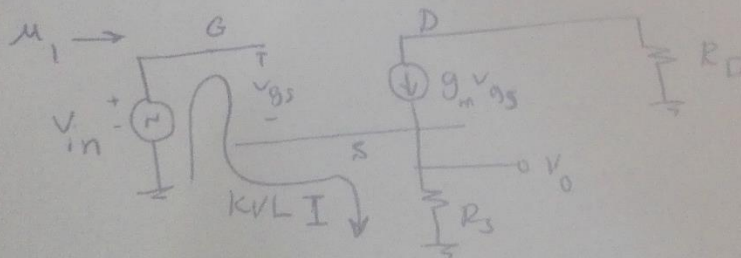 M₁ →
G
D
R_D
T
v_gs
-
g_m v_gs
+
V_in
-
S
V_o
KVL I
R_S